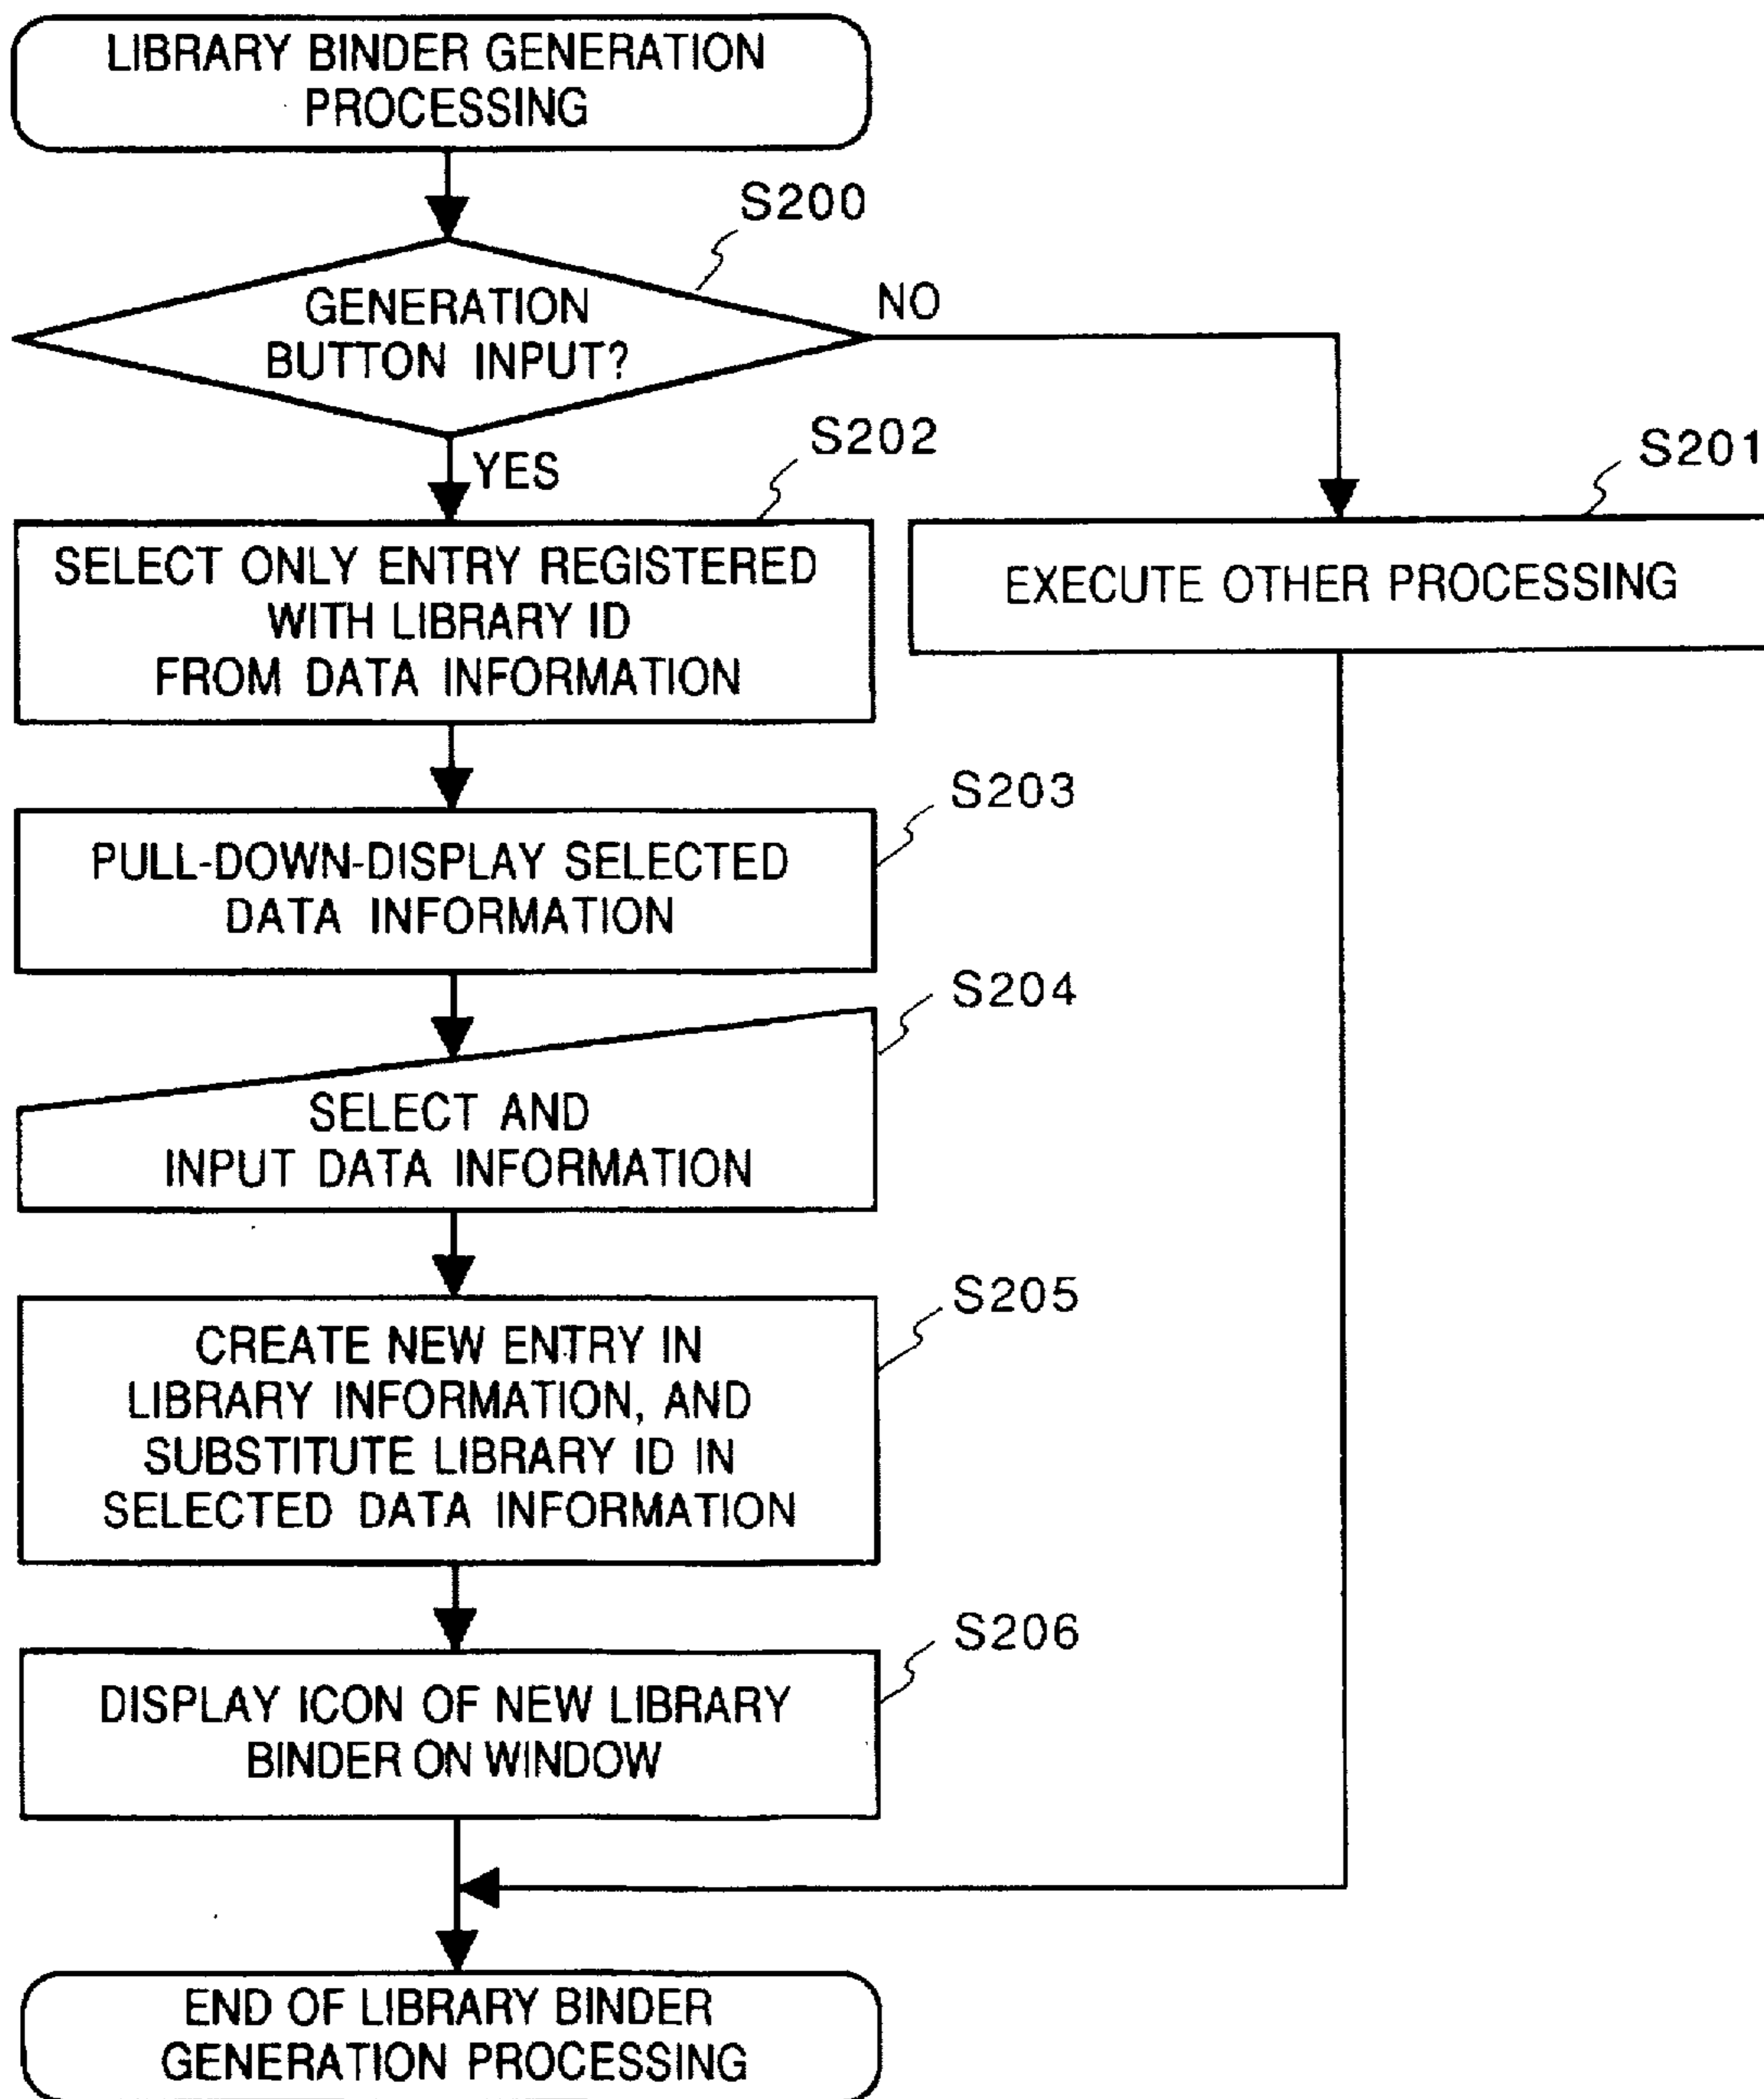 LIBRARY BINDER GENERATION
PROCESSING
S200
GENERATION
BUTTON INPUT?
NO
YES
S202
SELECT ONLY ENTRY REGISTERED
WITH LIBRARY ID
FROM DATA INFORMATION
S201
EXECUTE OTHER PROCESSING
S203
PULL-DOWN-DISPLAY SELECTED
DATA INFORMATION
S204
SELECT AND
INPUT DATA INFORMATION
S205
CREATE NEW ENTRY IN
LIBRARY INFORMATION, AND
SUBSTITUTE LIBRARY ID IN
SELECTED DATA INFORMATION
S206
DISPLAY ICON OF NEW LIBRARY
BINDER ON WINDOW
END OF LIBRARY BINDER
GENERATION PROCESSING